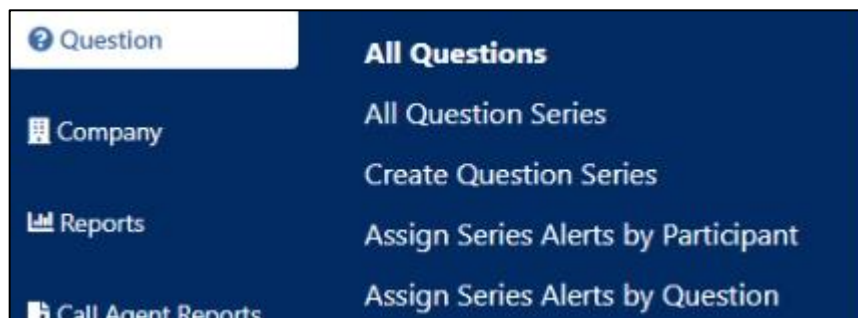 Question
Company
Reports
Call Agent Reports
All Questions
All Question Series
Create Question Series
Assign Series Alerts by Participant
Assign Series Alerts by Question